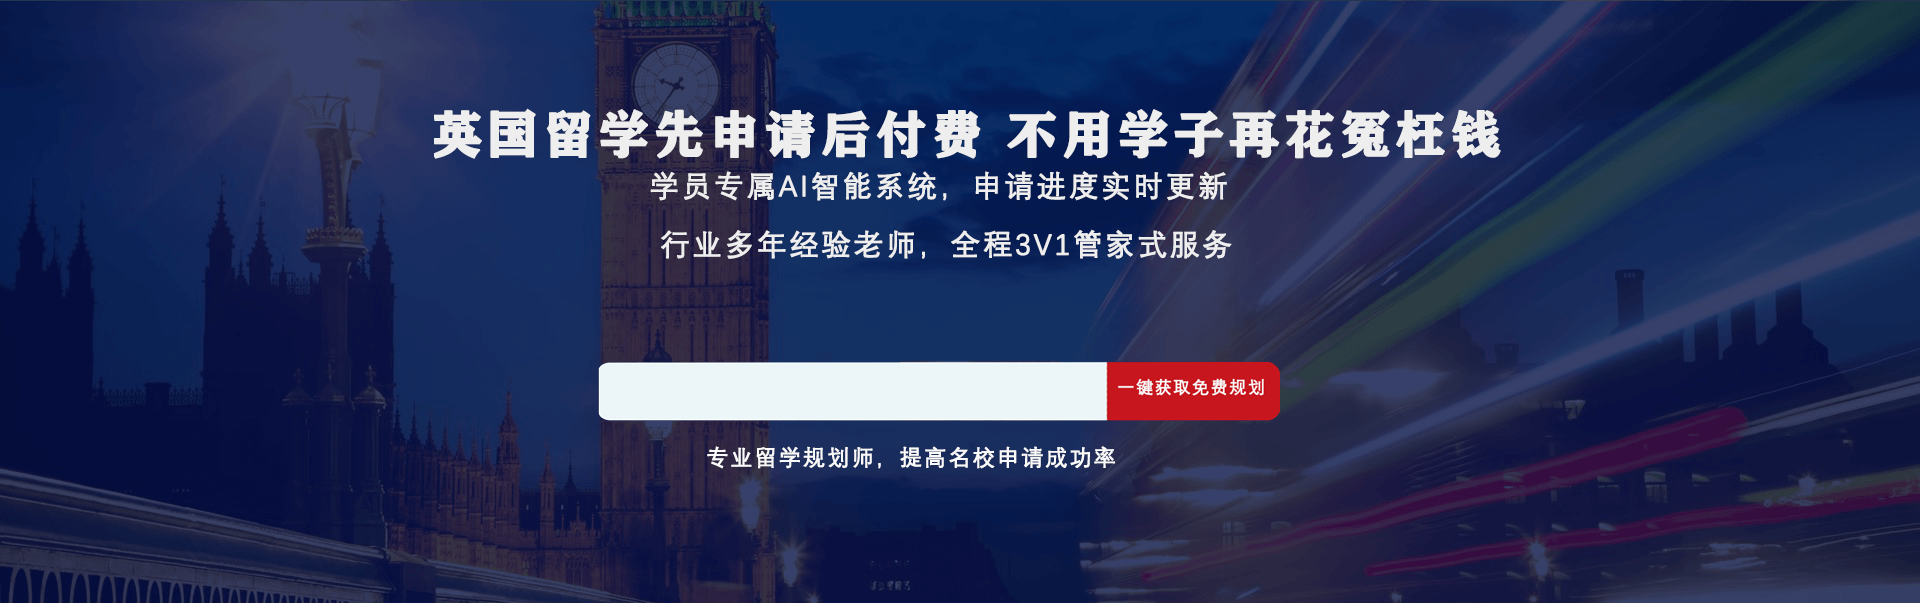 英国留学先申请后付费 不用学子再花冤枉钱
学员专属AI智能系统，申请进度实时更新
行业多年经验老师，全程3V1管家式服务
一键获取免费规划
专业留学规划师，提高名校申请成功率